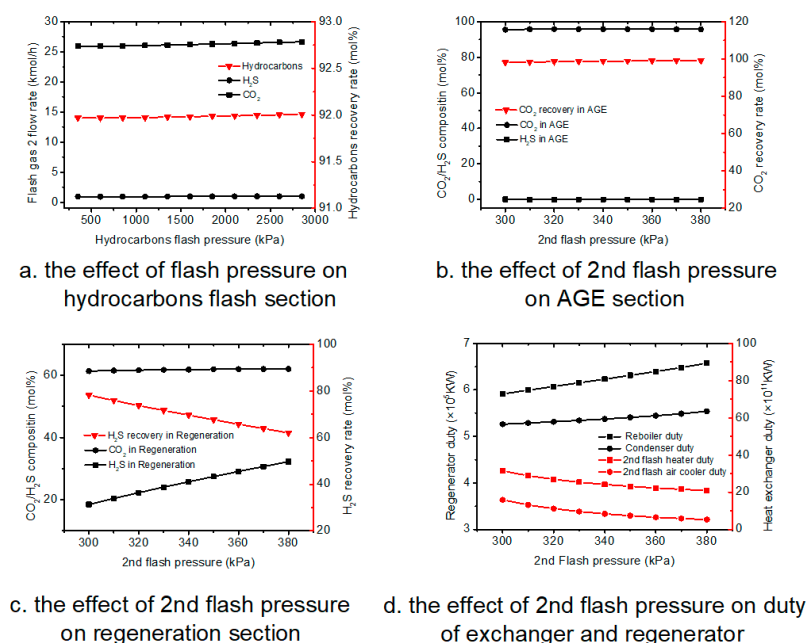 30
25
20
15
10
5
0
Flash gas 2 flow rate (kmol/h)
Hydrocarbons
H₂S
CO₂
93.0
92.5
92.0
91.5
91.0
Hydrocarbons recovery rate (mol%)
500 1000 1500 2000 2500 3000
Hydrocarbons flash pressure (kPa)
a. the effect of flash pressure on
hydrocarbons flash section
100
80
60
40
20
0
CO₂/H₂S compositin (mol%)
CO₂ recovery in AGE
CO₂ in AGE
H₂S in AGE
120
100
80
60
40
20
CO₂ recovery rate (mol%)
300 320 340 360 380
2nd flash pressure (kPa)
b. the effect of 2nd flash pressure
on AGE section
60
40
20
CO₂/H₂S compositin (mol%)
H₂S recovery in Regeneration
CO₂ in Regeneration
H₂S in Regeneration
100
80
60
40
20
H₂S recovery rate (mol%)
300 320 340 360 380
2nd flash pressure (kPa)
c. the effect of 2nd flash pressure
on regeneration section
7
6
5
4
3
Reboiler duty
Condenser duty
2nd flash heater duty
2nd flash air cooler duty
100
80
60
40
20
0
Heat exchanger duty (×10¹¹KW)
300 320 340 360 380
2nd Flash pressure (kPa)
d. the effect of 2nd flash pressure on duty
of exchanger and regenerator